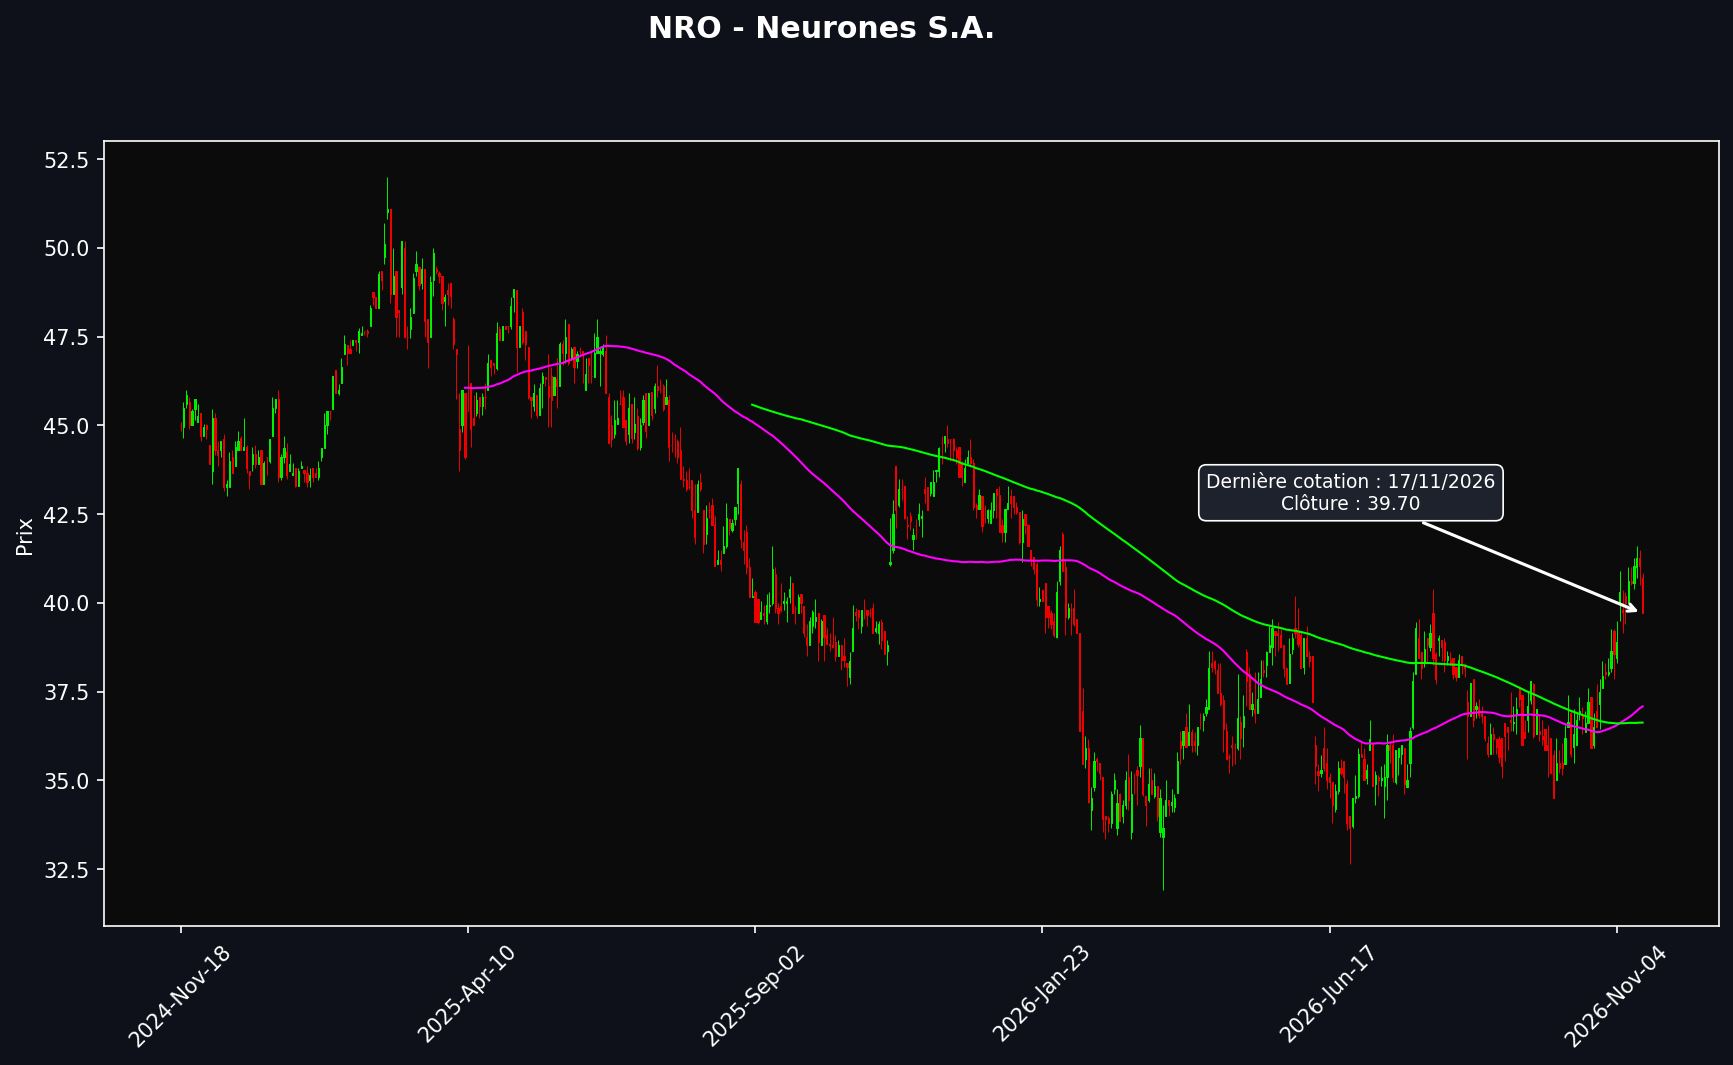 NRO - Neurones S.A.
Prix
52.5
50.0
47.5
45.0
42.5
40.0
37.5
35.0
32.5
Dernière cotation : 17/11/2026
Clôture : 39.70
2024-Nov-18
2025-Apr-10
2025-Sep-02
2026-Jan-23
2026-Jun-17
2026-Nov-04